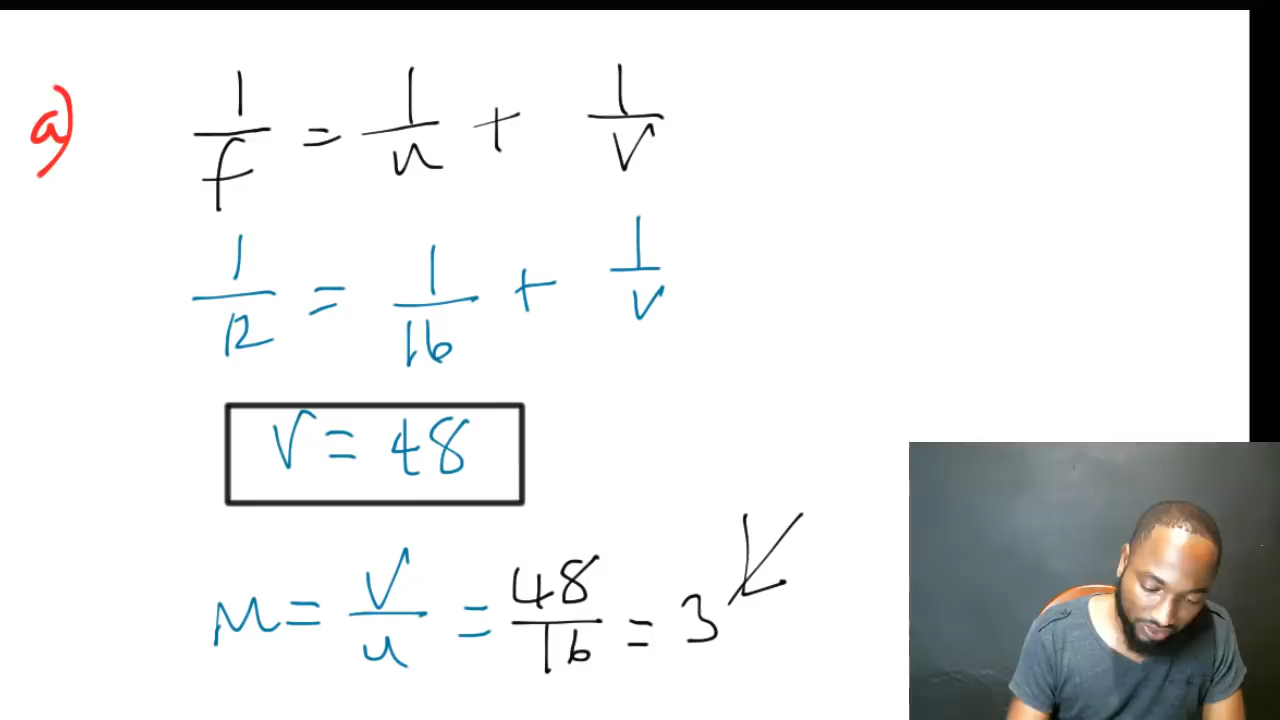 a) 1/f = 1/u + 1/v
1/12 = 1/16 + 1/v
v = 48
M = v/u = 48/16 = 3